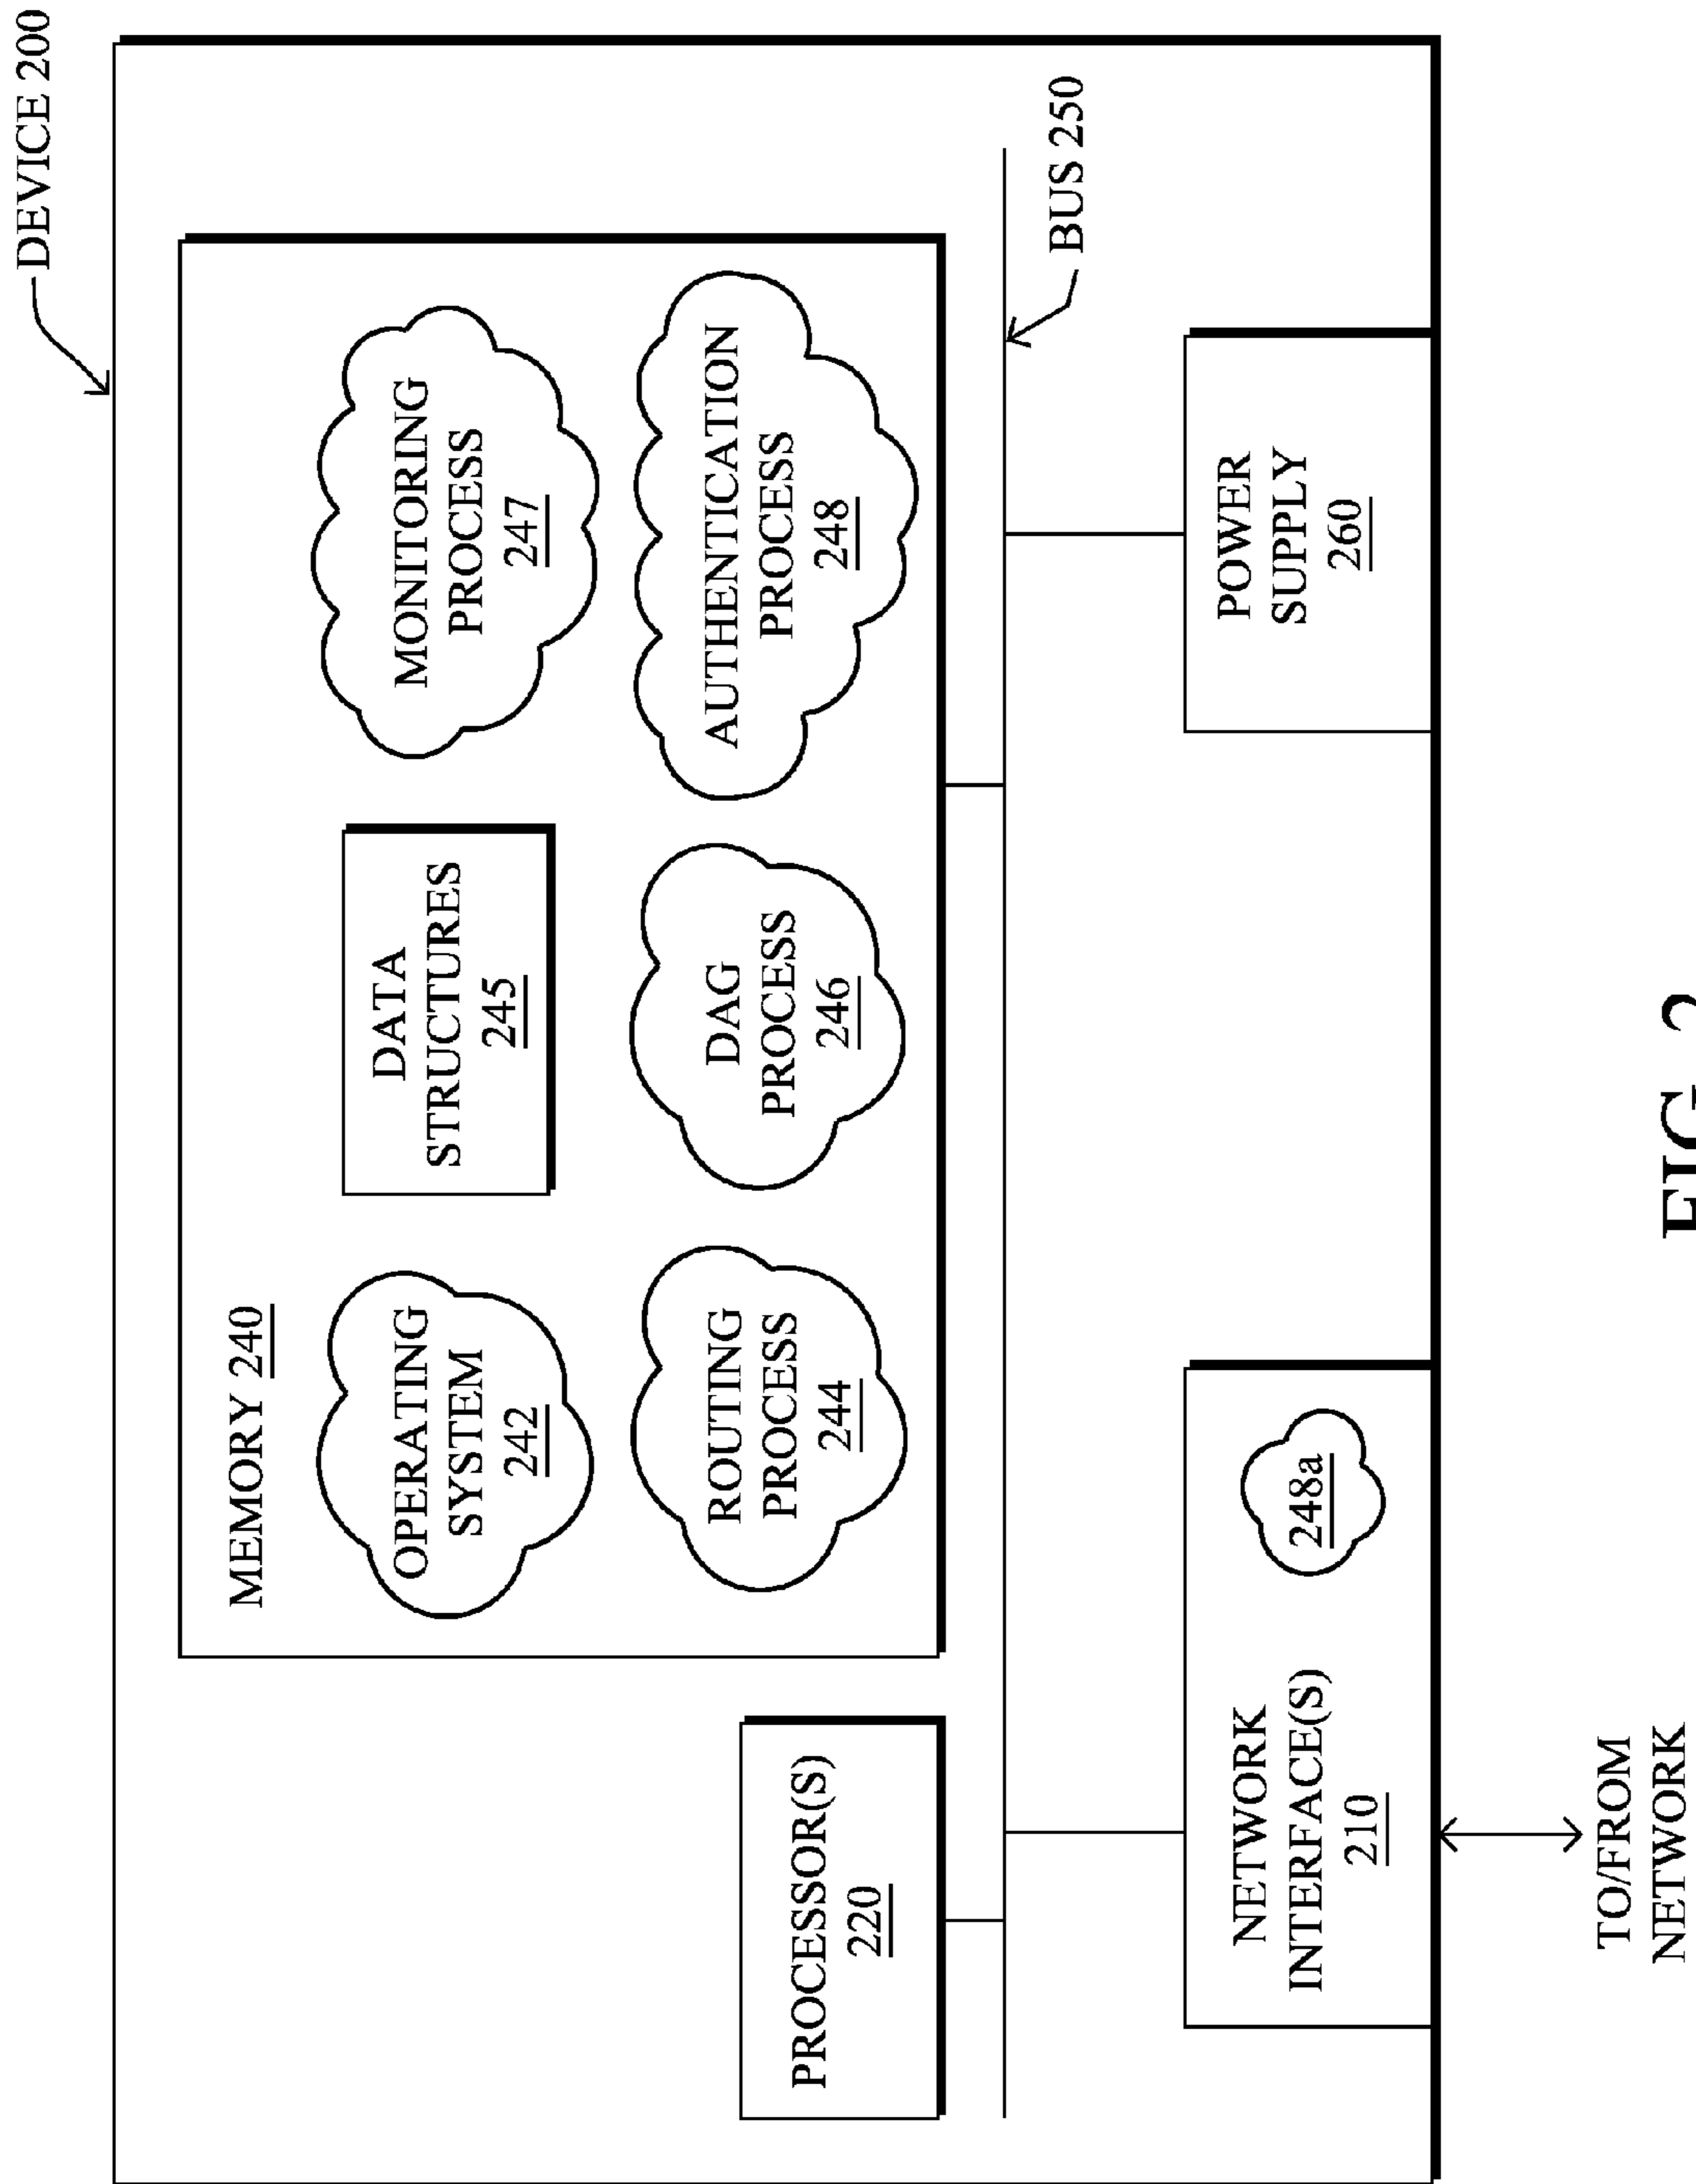 DEVICE 200
MEMORY 240
OPERATING
SYSTEM
242
DATA
STRUCTURES
245
MONITORING
PROCESS
247
ROUTING
PROCESS
244
DAG
PROCESS
246
AUTHENTICATION
PROCESS
248
PROCESSOR(S)
220
BUS 250
NETWORK
INTERFACE(S)
210
248a
POWER
SUPPLY
260
TO/FROM
NETWORK
FIG. 2